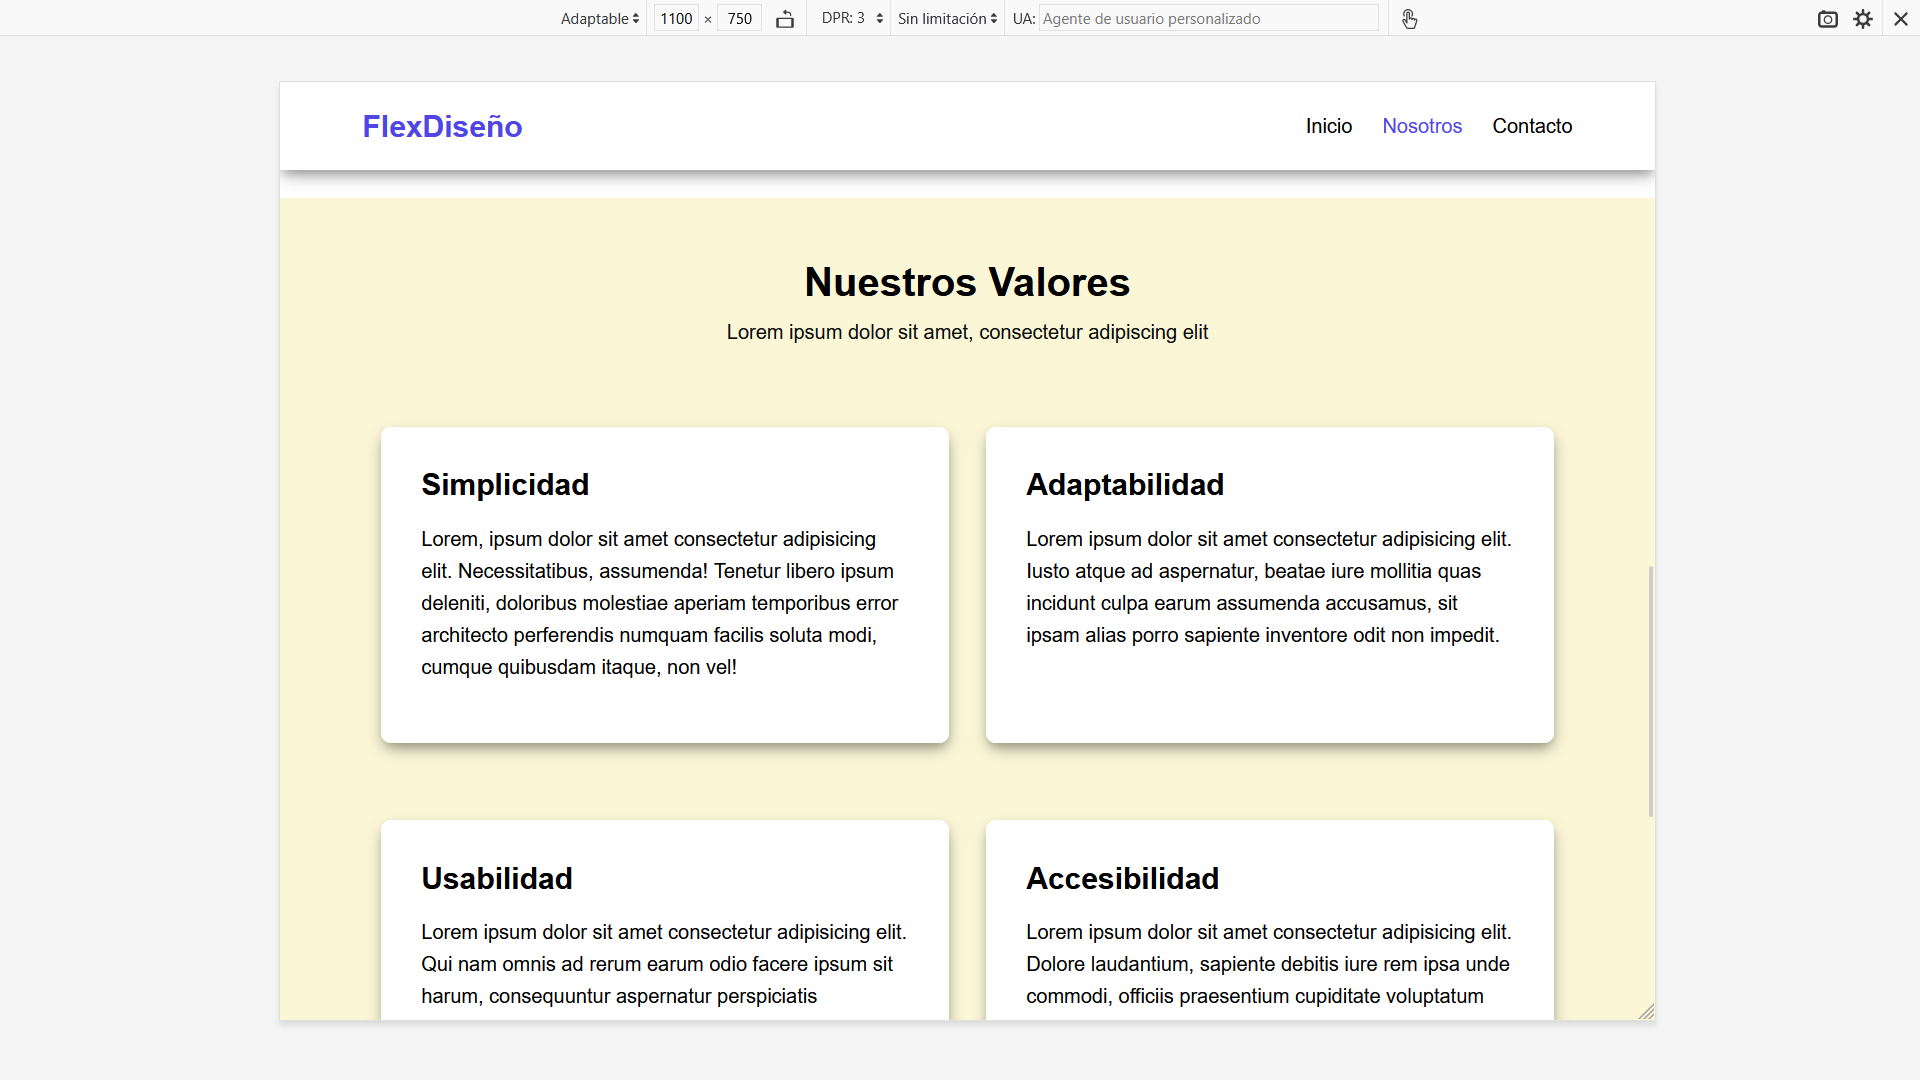 Adaptable 1100 × 750 DPR: 3 Sin limitación UA: Agente de usuario personalizado
FlexDiseño Inicio Nosotros Contacto
Nuestros Valores
Lorem ipsum dolor sit amet, consectetur adipiscing elit
Simplicidad
Lorem, ipsum dolor sit amet consectetur adipisicing
elit. Necessitatibus, assumenda! Tenetur libero ipsum
deleniti, doloribus molestiae aperiam temporibus error
architecto perferendis numquam facilis soluta modi,
cumque quibusdam itaque, non vel!
Adaptabilidad
Lorem ipsum dolor sit amet consectetur adipisicing elit.
Iusto atque ad aspernatur, beatae iure mollitia quas
incidunt culpa earum assumenda accusamus, sit
ipsam alias porro sapiente inventore odit non impedit.
Usabilidad
Lorem ipsum dolor sit amet consectetur adipisicing elit.
Qui nam omnis ad rerum earum odio facere ipsum sit
harum, consequuntur aspernatur perspiciatis
Accesibilidad
Lorem ipsum dolor sit amet consectetur adipisicing elit.
Dolore laudantium, sapiente debitis iure rem ipsa unde
commodi, officiis praesentium cupiditate voluptatum